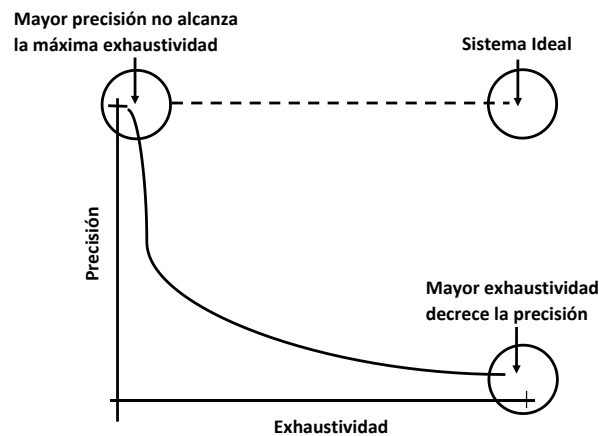 Mayor precisión no alcanza
la máxima exhaustividad
Sistema Ideal
Precisión
Mayor exhaustividad
decrece la precisión
Exhaustividad